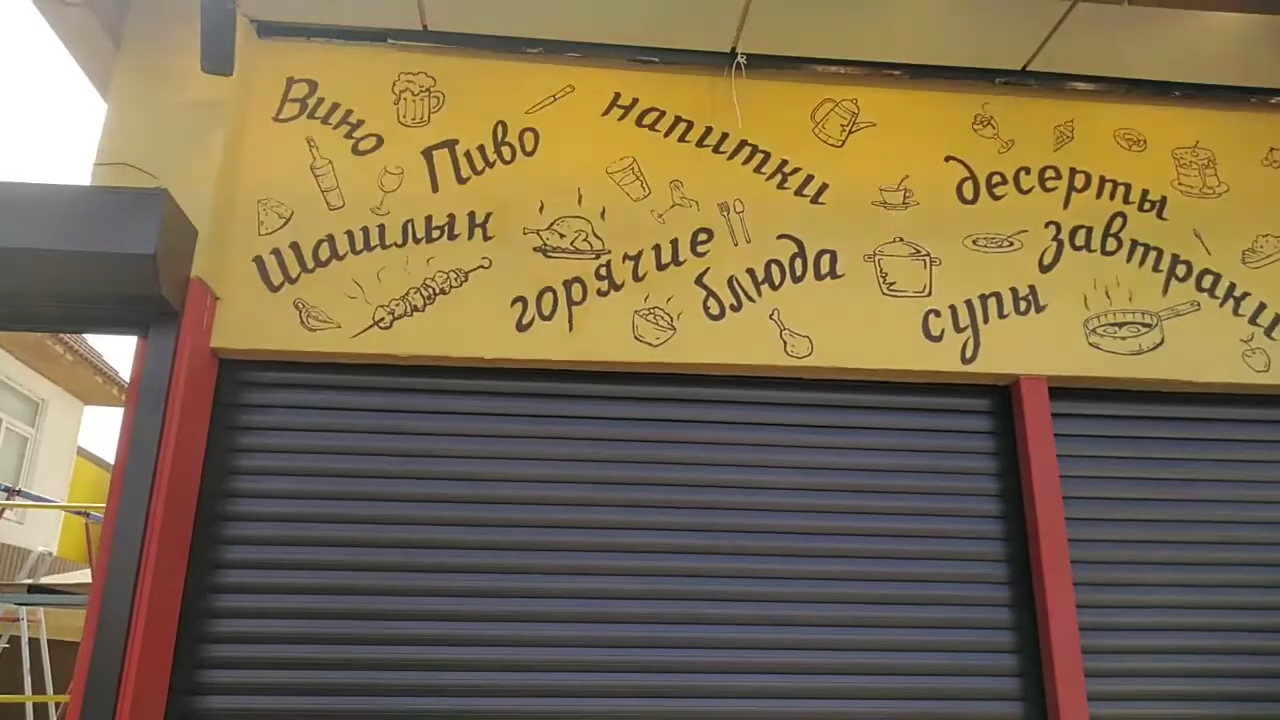 Вино
Пиво
Шашлык
напитки
горячие
блюда
десерты
завтраки
супы